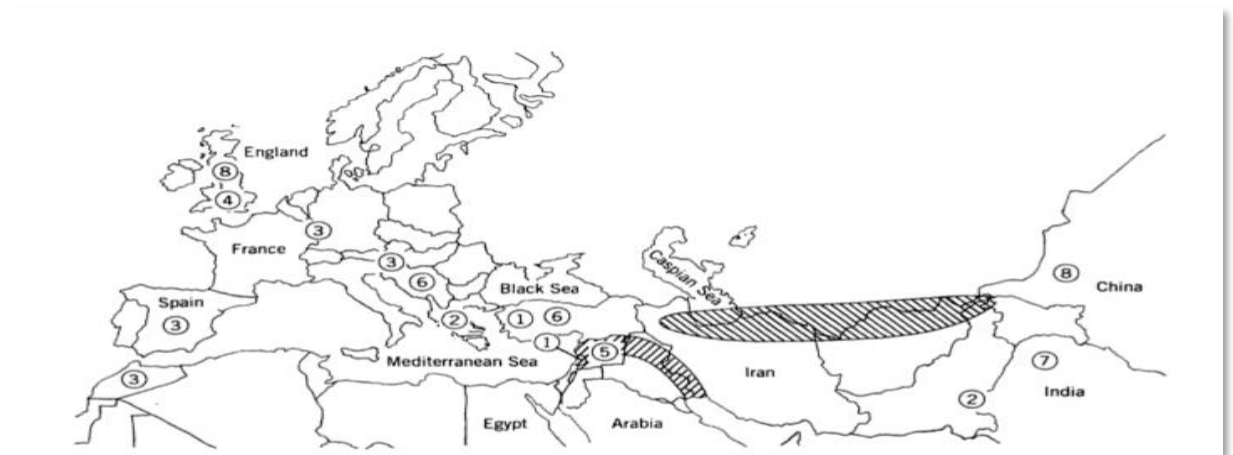 England
⑧
④
③
France
③
⑥
Caspian Sea
⑧
Black Sea
China
Spain
③
②
①
⑥
①
⑤
Mediterranean Sea
⑦
Iran
③
②
India
Egypt
Arabia